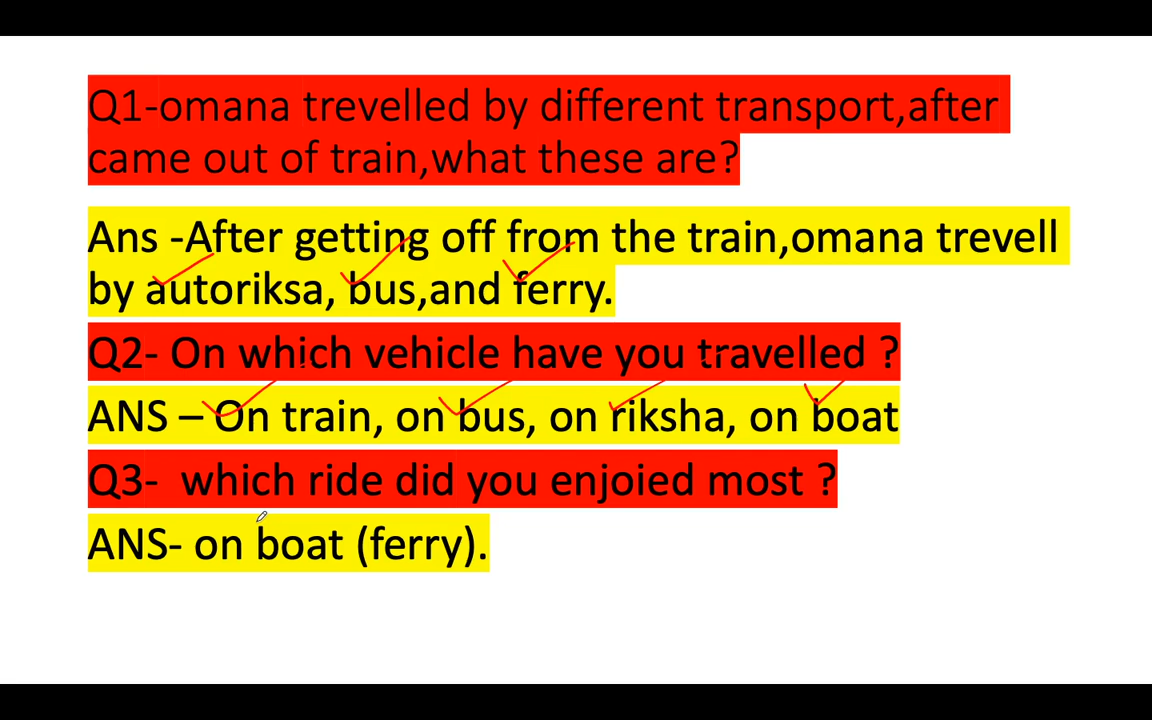 Q1-omana trevelled by different transport,after
came out of train,what these are?
Ans -After getting off from the train,omana trevell
by autoriksa, bus,and ferry.
Q2- On which vehicle have you travelled ?
ANS – On train, on bus, on riksha, on boat
Q3-  which ride did you enjoied most ?
ANS- on boat (ferry).